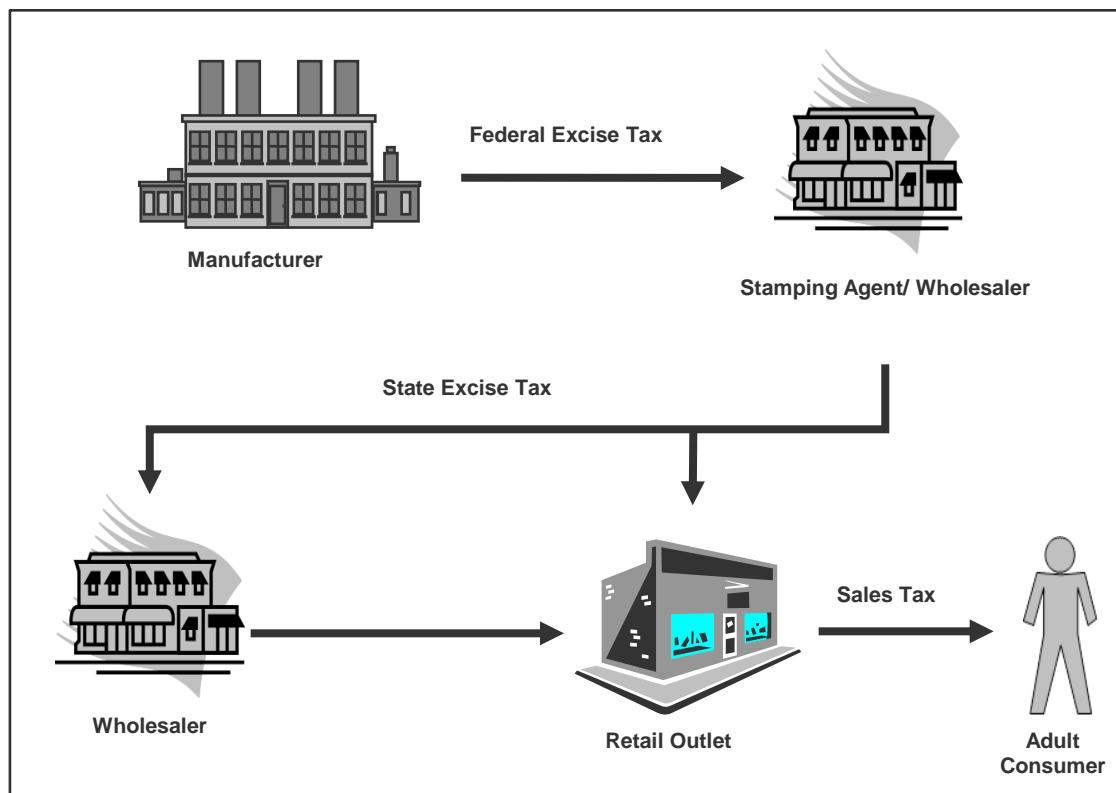 Federal Excise Tax
Manufacturer
Stamping Agent/ Wholesaler
State Excise Tax
Sales Tax
Wholesaler
Retail Outlet
Adult
Consumer